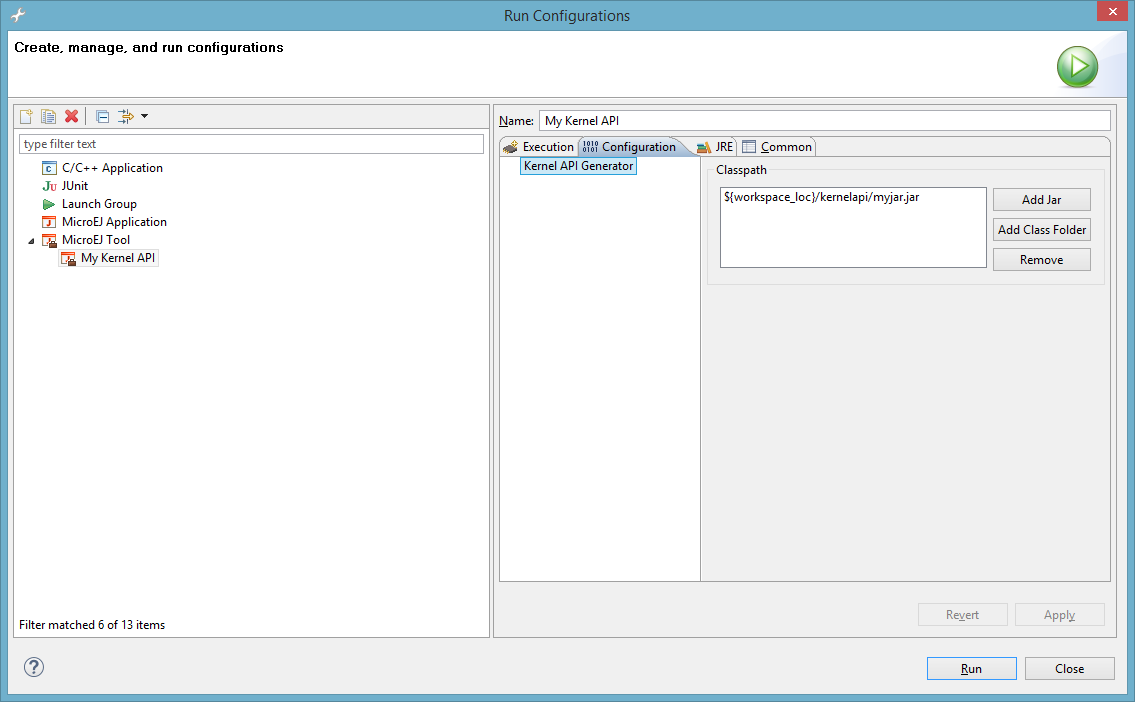 Run Configurations
Create, manage, and run configurations
type filter text
C/C++ Application
JUnit
Launch Group
MicroEJ Application
MicroEJ Tool
My Kernel API
Filter matched 6 of 13 items
Name: My Kernel API
Execution Configuration JRE Common
Kernel API Generator
Classpath
${workspace_loc}/kernelapi/myjar.jar
Add Jar
Add Class Folder
Remove
Revert Apply
Run Close